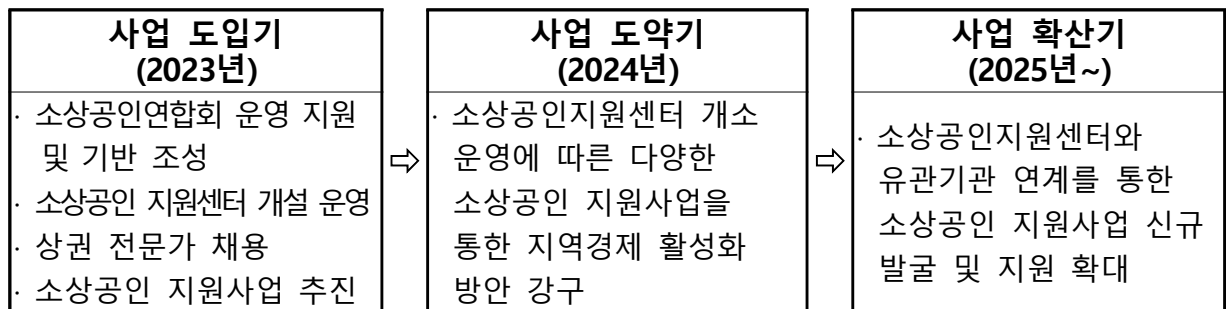 사업 도입기
(2023년)
· 소상공인연합회 운영 지원
및 기반 조성
· 소상공인 지원센터 개설 운영
· 상권 전문가 채용
· 소상공인 지원사업 추진
⇨
사업 도약기
(2024년)
· 소상공인지원센터 개소
운영에 따른 다양한
소상공인 지원사업을
통한 지역경제 활성화
방안 강구
⇨
사업 확산기
(2025년~)
· 소상공인지원센터와
유관기관 연계를 통한
소상공인 지원사업 신규
발굴 및 지원 확대